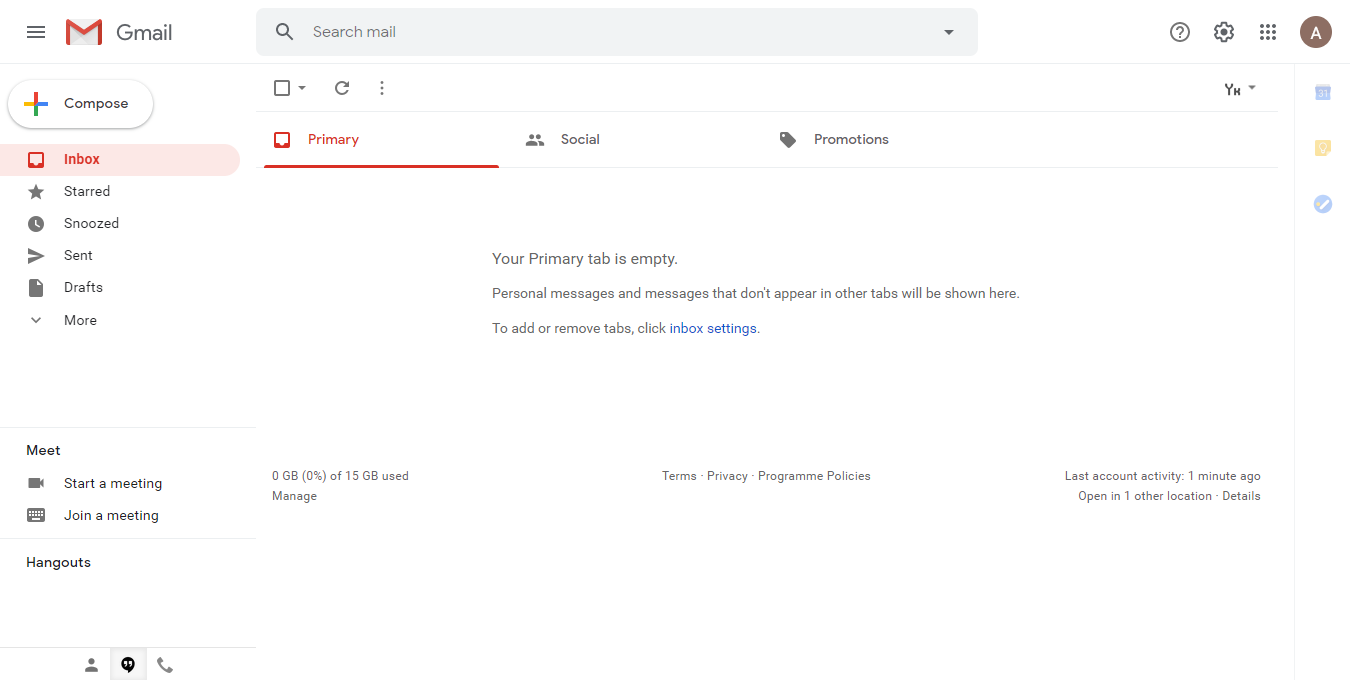 Gmail
Search mail
A
Compose
Inbox
Starred
Snoozed
Sent
Drafts
More
Meet
Start a meeting
Join a meeting
Hangouts
Primary
Social
Promotions
31
Your Primary tab is empty.
Personal messages and messages that don't appear in other tabs will be shown here.
To add or remove tabs, click inbox settings.
0 GB (0%) of 15 GB used
Manage
Terms · Privacy · Programme Policies
Last account activity: 1 minute ago
Open in 1 other location · Details